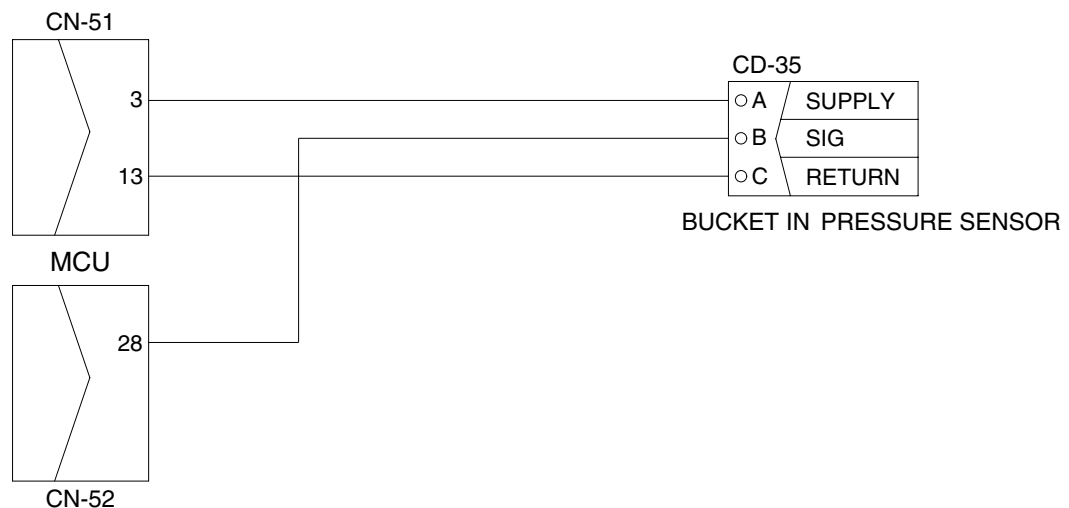 CN-51
3
13
MCU
28
CN-52
CD-35
A SUPPLY
B SIG
C RETURN
BUCKET IN PRESSURE SENSOR